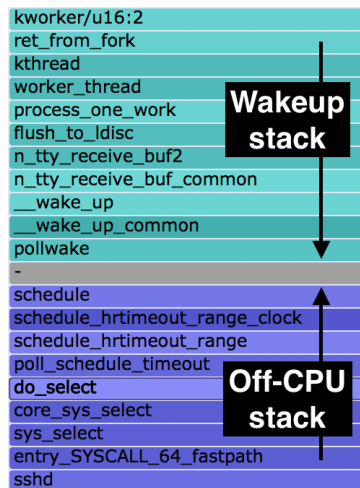 kworker/u16:2
ret_from_fork
kthread
worker_thread
process_one_work
flush_to_ldisc
n_tty_receive_buf2
n_tty_receive_buf_common
__wake_up
__wake_up_common
pollwake
Wakeup
stack
-
schedule
schedule_hrtimeout_range_clock
schedule_hrtimeout_range
poll_schedule_timeout
do_select
core_sys_select
sys_select
entry_SYSCALL_64_fastpath
sshd
Off-CPU
stack